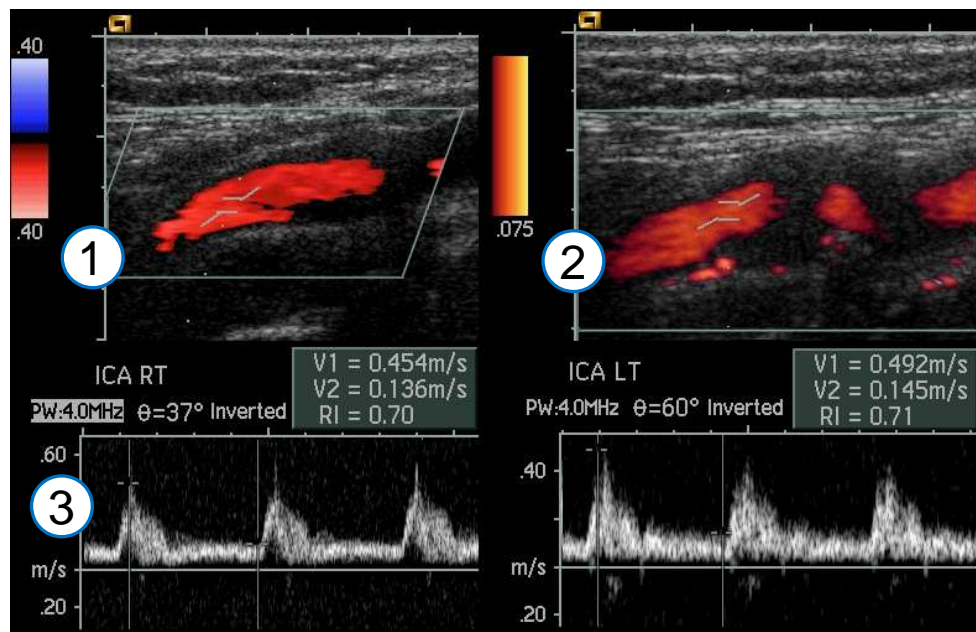 .40
.40
1
ICA RT
V1 = 0.454m/s
V2 = 0.136m/s
RI = 0.70
PW:4.0MHz θ=37° Inverted
.60
3
m/s
.20
.075
2
ICA LT
V1 = 0.492m/s
V2 = 0.145m/s
RI = 0.71
PW:4.0MHz θ=60° Inverted
.40
m/s
.20